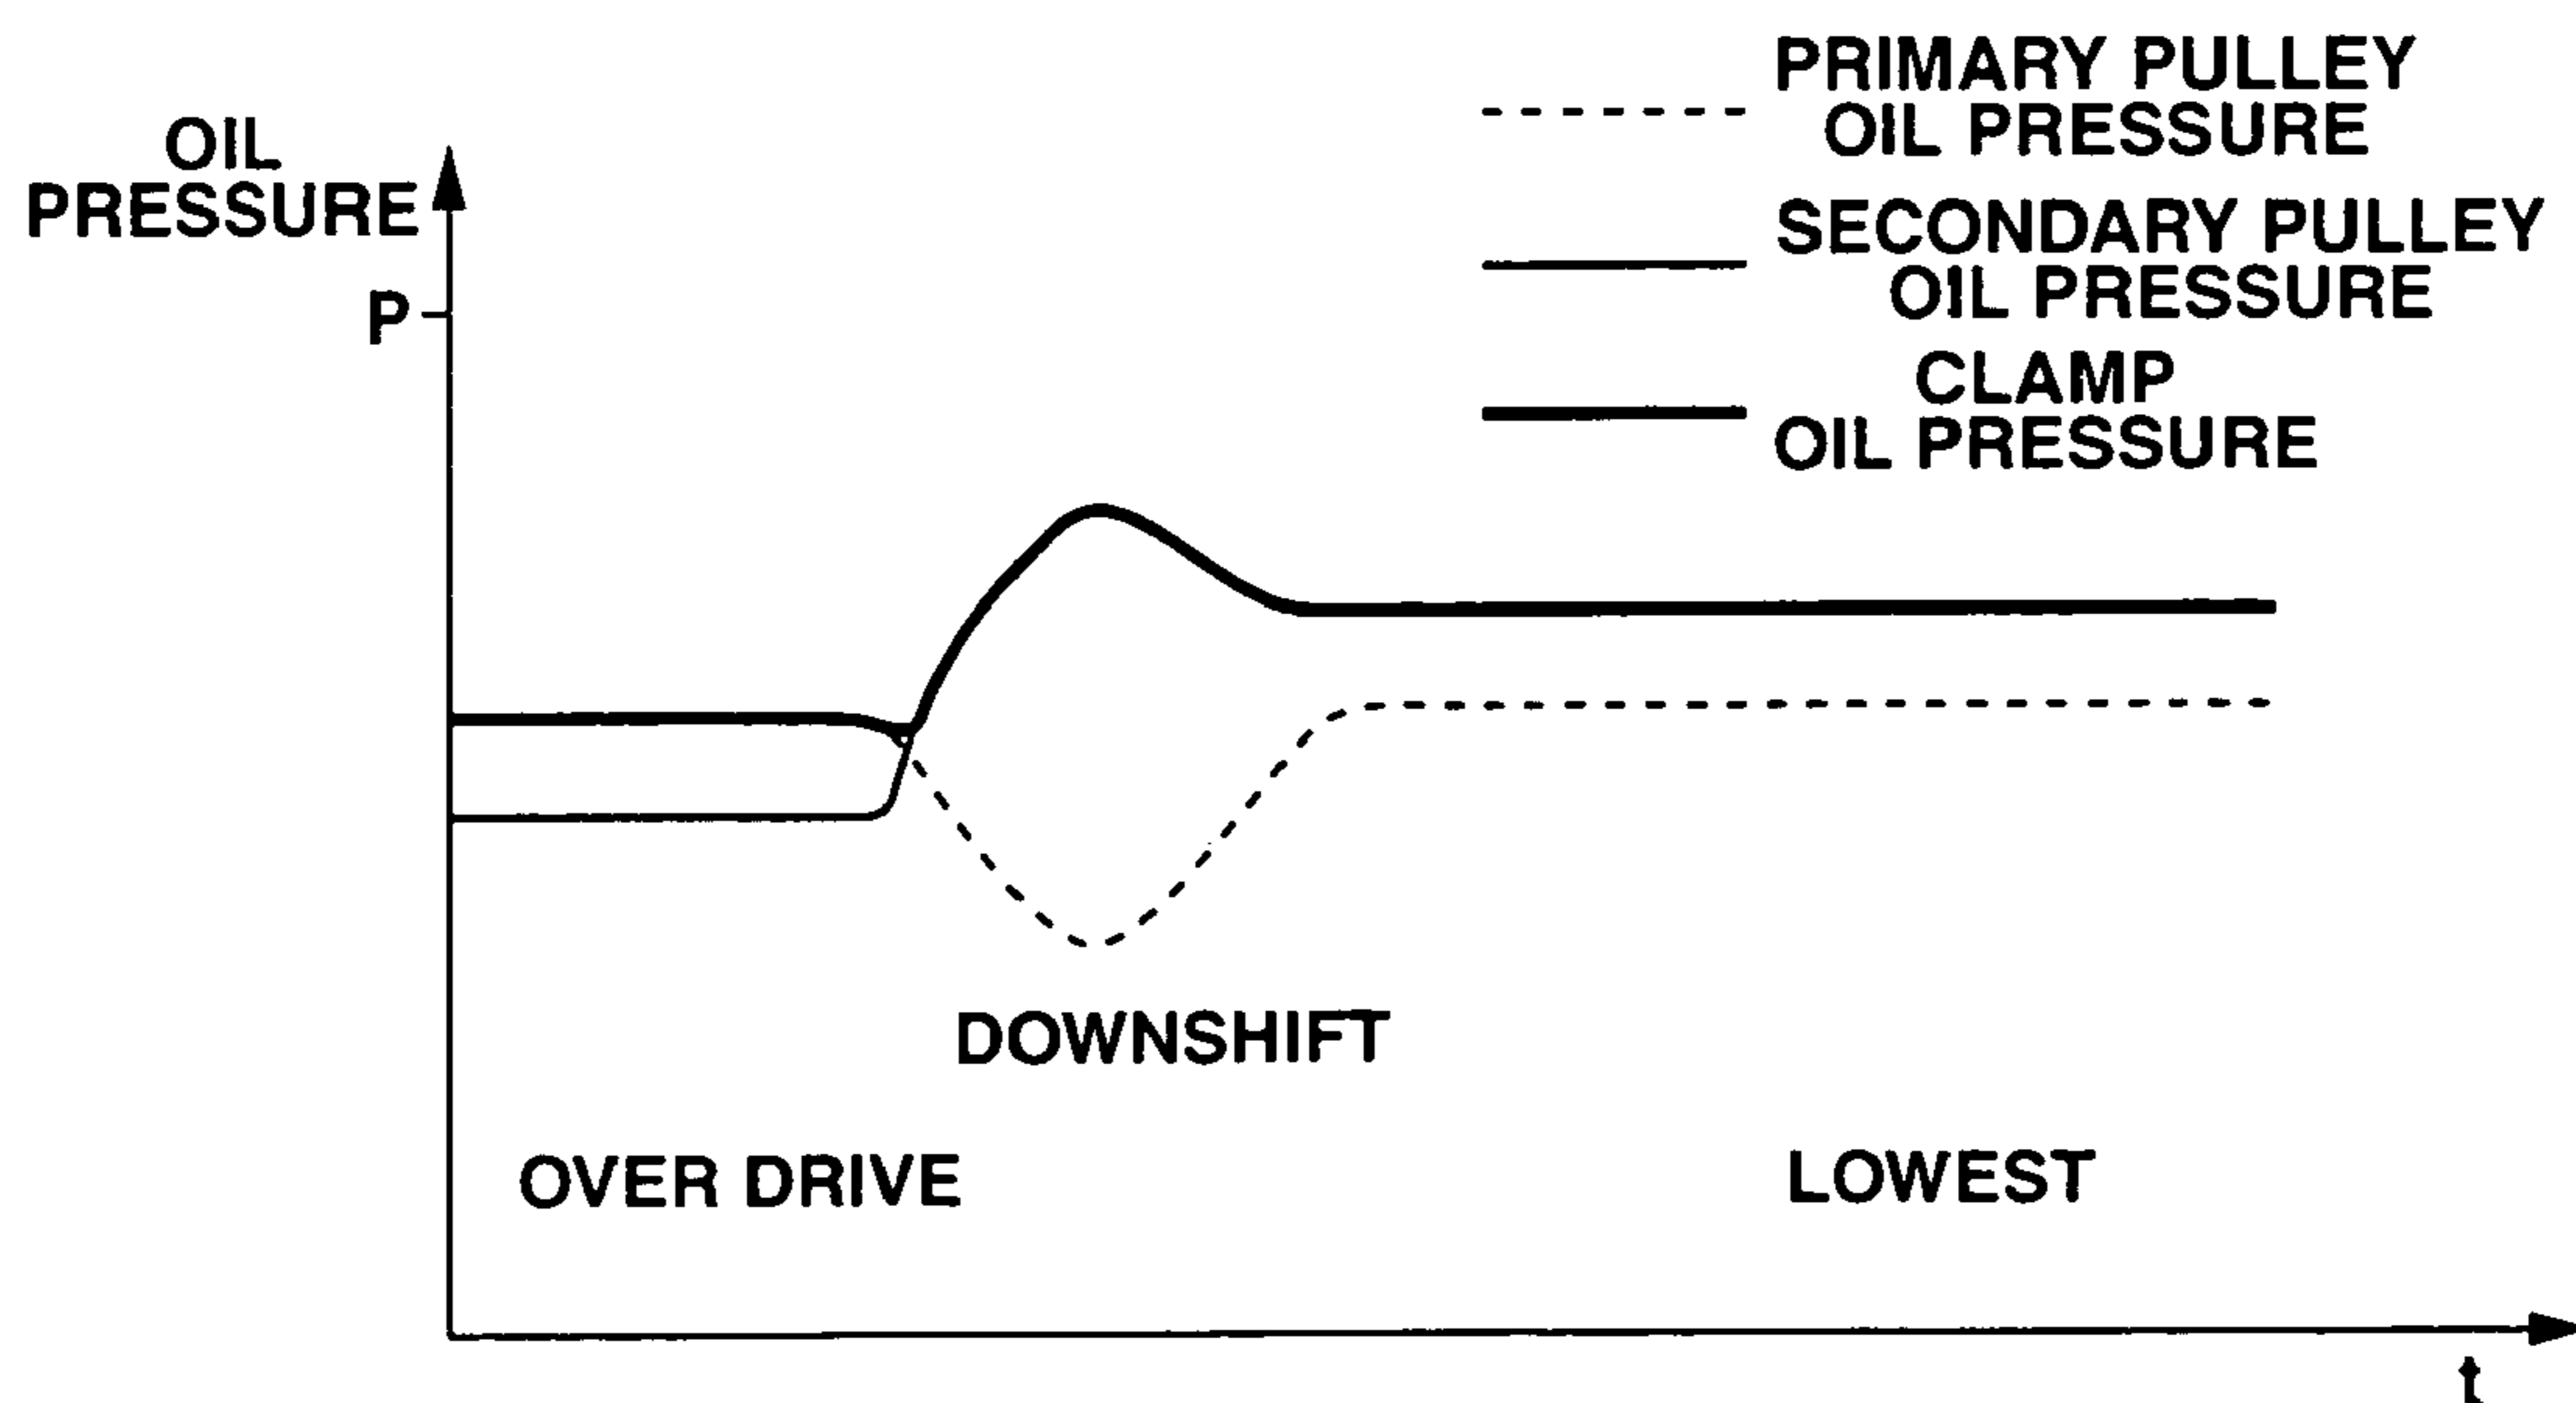 OIL
PRESSURE
P
PRIMARY PULLEY
OIL PRESSURE
SECONDARY PULLEY
OIL PRESSURE
CLAMP
OIL PRESSURE
DOWNSHIFT
OVER DRIVE
LOWEST
t